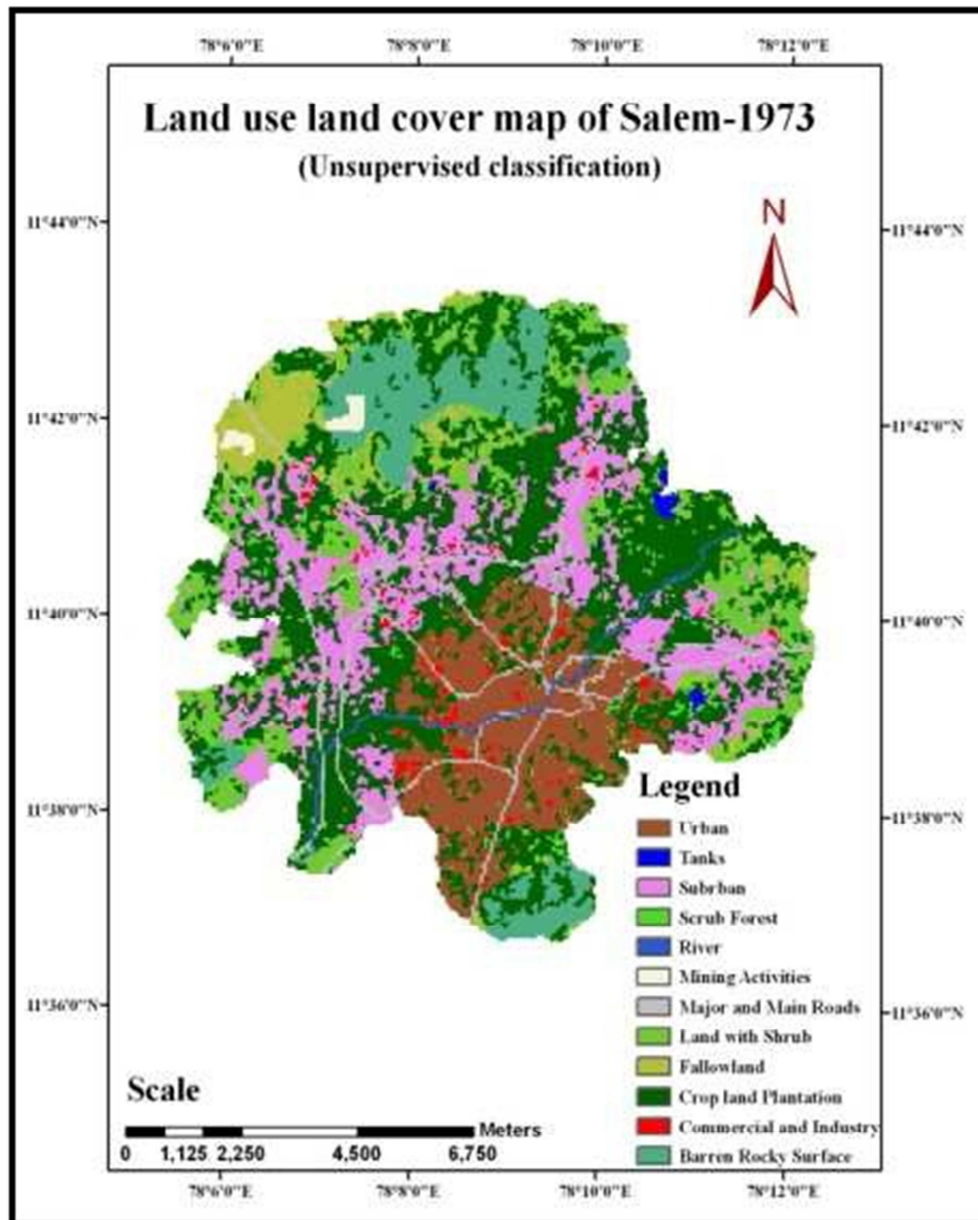 78°6'0"E 78°8'0"E 78°10'0"E 78°12'0"E
Land use land cover map of Salem-1973
(Unsupervised classification)
N
11°44'0"N 11°44'0"N
11°42'0"N 11°42'0"N
11°40'0"N 11°40'0"N
11°38'0"N 11°38'0"N
11°36'0"N 11°36'0"N
Legend
Urban
Tanks
Subrban
Scrub Forest
River
Mining Activities
Major and Main Roads
Land with Shrub
Fallowland
Crop land Plantation
Commercial and Industry
Barren Rocky Surface
Scale
Meters
0 1,125 2,250 4,500 6,750
78°6'0"E 78°8'0"E 78°10'0"E 78°12'0"E